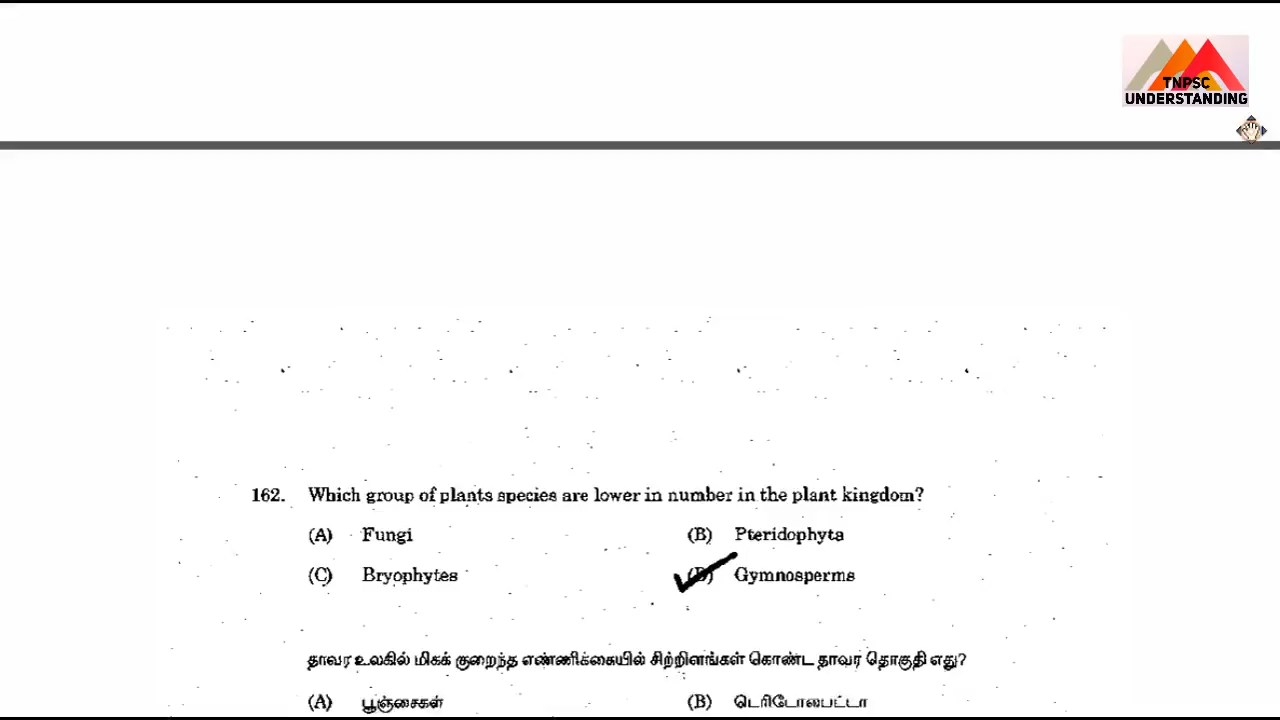 TNPSC
UNDERSTANDING
162. Which group of plants species are lower in number in the plant kingdom?
(A) Fungi (B) Pteridophyta
(C) Bryophytes (D) Gymnosperms
தாவர உலகில் மிகக் குறைந்த எண்ணிக்கையில் சிற்றினங்கள் கொண்ட தாவர தொகுதி எது?
(A) பூஞ்சைகள் (B) டெரிடோபைட்டா